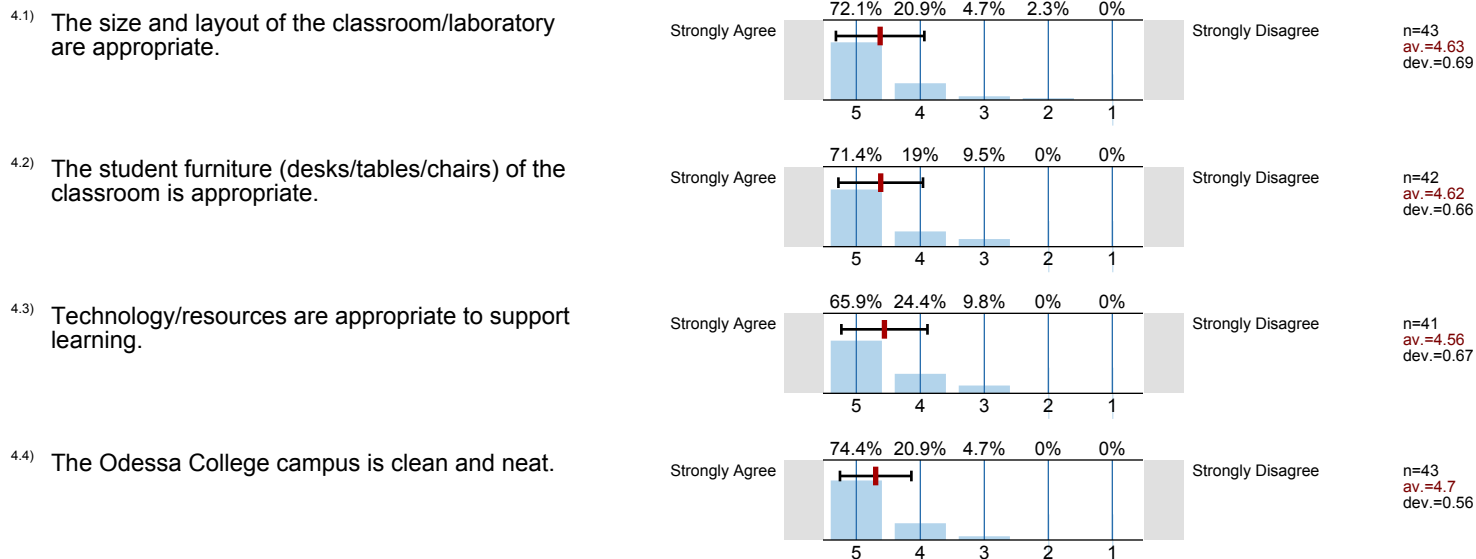 4.1) The size and layout of the classroom/laboratory
are appropriate.
Strongly Agree
72.1% 20.9% 4.7% 2.3% 0%
5 4 3 2 1
Strongly Disagree
n=43
av.=4.63
dev.=0.69
4.2) The student furniture (desks/tables/chairs) of the
classroom is appropriate.
Strongly Agree
71.4% 19% 9.5% 0% 0%
5 4 3 2 1
Strongly Disagree
n=42
av.=4.62
dev.=0.66
4.3) Technology/resources are appropriate to support
learning.
Strongly Agree
65.9% 24.4% 9.8% 0% 0%
5 4 3 2 1
Strongly Disagree
n=41
av.=4.56
dev.=0.67
4.4) The Odessa College campus is clean and neat.
Strongly Agree
74.4% 20.9% 4.7% 0% 0%
5 4 3 2 1
Strongly Disagree
n=43
av.=4.7
dev.=0.56